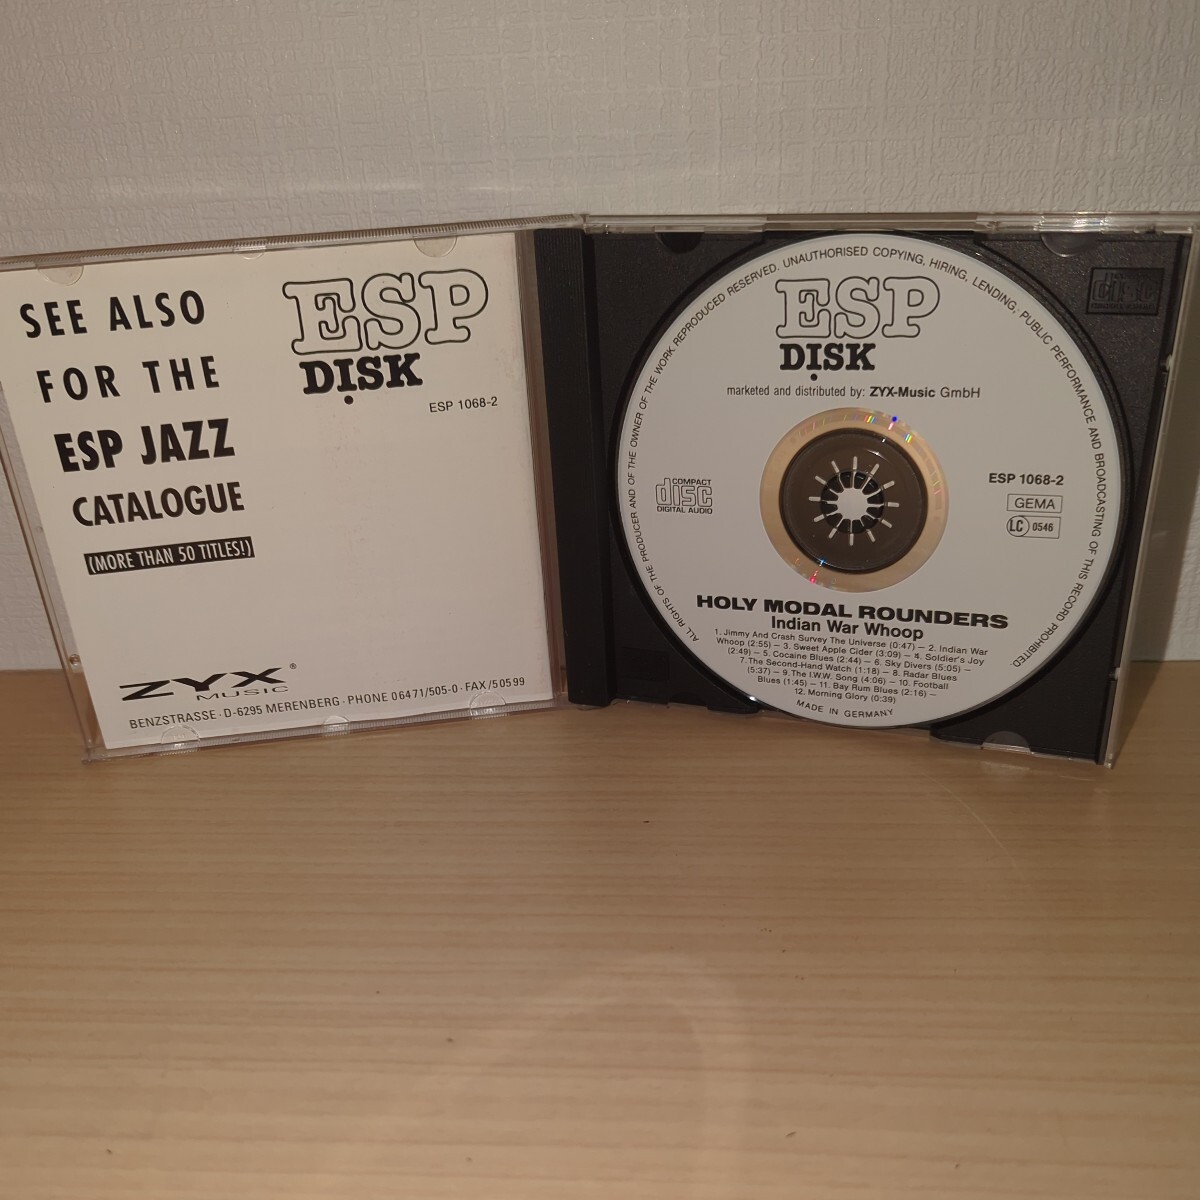 SEE ALSO
FOR THE
ESP JAZZ
CATALOGUE
(MORE THAN 50 TITLES!)
ESP
DISK
ESP 1068-2
ZYX®
MUSIC
BENZSTRASSE · D-6295 MERENBERG · PHONE 06471/505-0 · FAX/50599
ALL RIGHTS OF THE PRODUCER AND OF THE OWNER OF THE WORK REPRODUCED RESERVED. UNAUTHORISED COPYING, HIRING, LENDING, PUBLIC PERFORMANCE AND BROADCASTING OF THIS RECORD PROHIBITED
ESP
DISK
marketed and distributed by: ZYX-Music GmbH
COMPACT
disc
DIGITAL AUDIO
ESP 1068-2
GEMA
LC 0546
HOLY MODAL ROUNDERS
Indian War Whoop
1. Jimmy And Crash Survey The Universe (0:47) – 2. Indian War
Whoop (2:55) – 3. Sweet Apple Cider (3:09) – 4. Soldier's Joy
(2:49) – 5. Cocaine Blues (2:44) – 6. Sky Divers (5:05) –
7. The Second-Hand Watch (1:18) – 8. Radar Blues
(5:37) – 9. The I.W.W. Song (4:06) – 10. Football
Blues (1:45) – 11. Bay Rum Blues (2:16) –
12. Morning Glory (0:39)
MADE IN GERMANY
disc